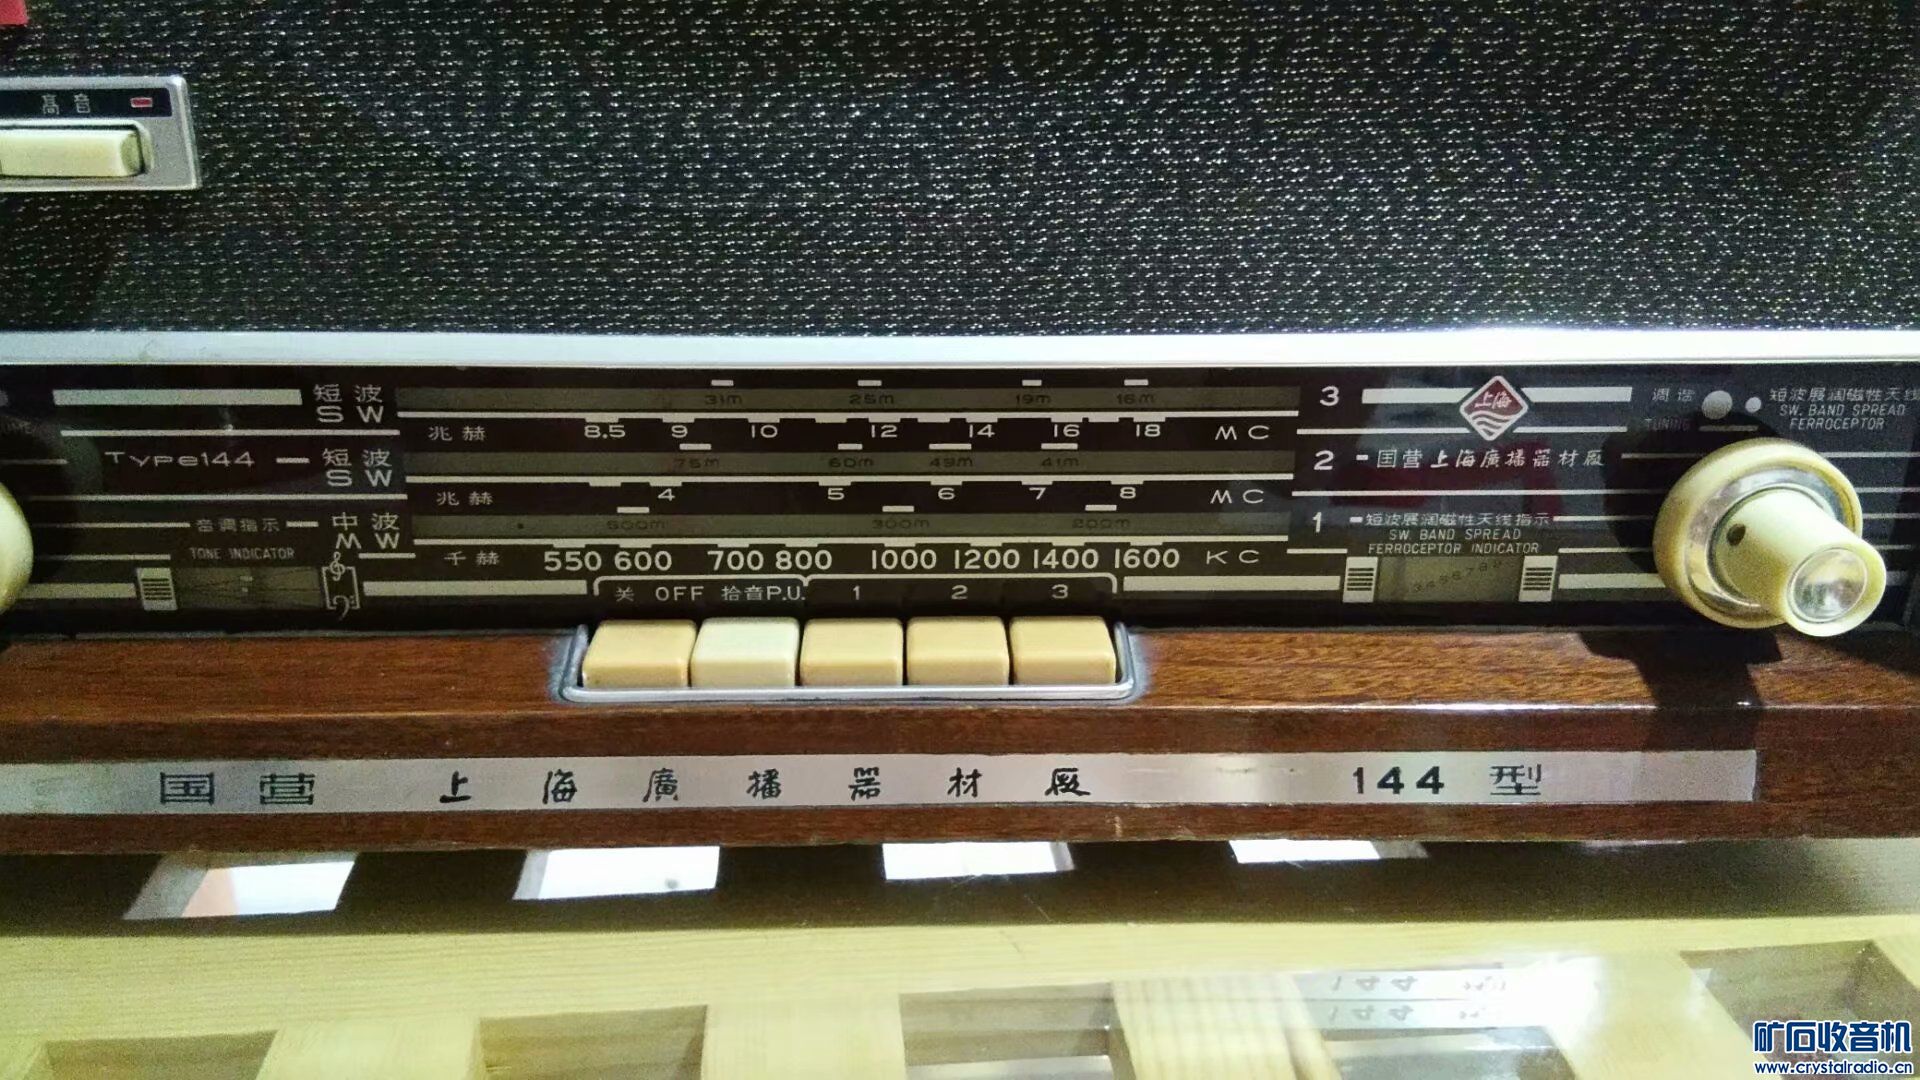 高音
短波
SW
31m 25m 19m 16m
3
上海
调谐
TUNING
短波展阔磁性天线
SW. BAND SPREAD
FERROCEPTOR
兆赫 8.5 9 10 12 14 16 18 MC
Type144
短波
SW
75m 60m 49m 41m
2
国营上海廣播器材厰
兆赫 4 5 6 7 8 MC
音调指示
TONE INDICATOR
中波
MW
500m 300m 200m
1
短波展阔磁性天线指示
SW. BAND SPREAD
FERROCEPTOR INDICATOR
千赫 550 600 700 800 1000 1200 1400 1600 KC
关 OFF 拾音P.U. 1 2 3
国营 上海廣播器材厰 144型
144
144
矿石收音机
www.crystalradio.cn